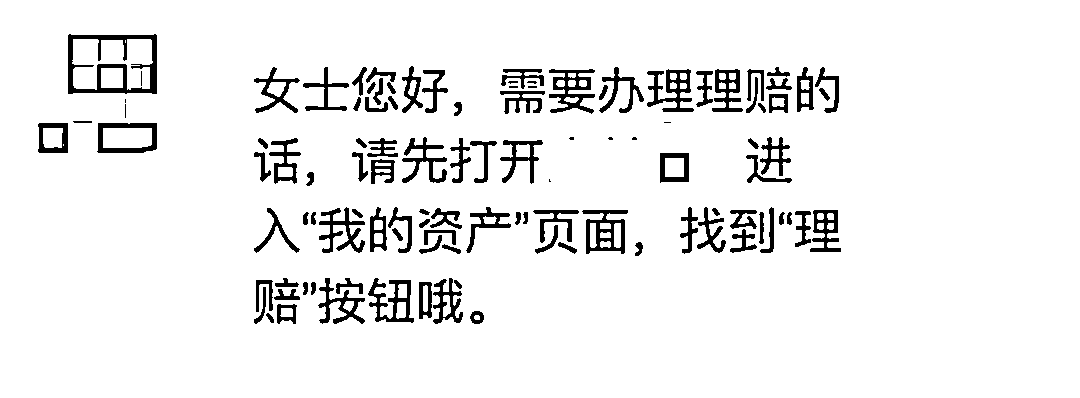 女士您好，需要办理理赔的
话，请先打开 进
入“我的资产”页面，找到“理
赔”按钮哦。